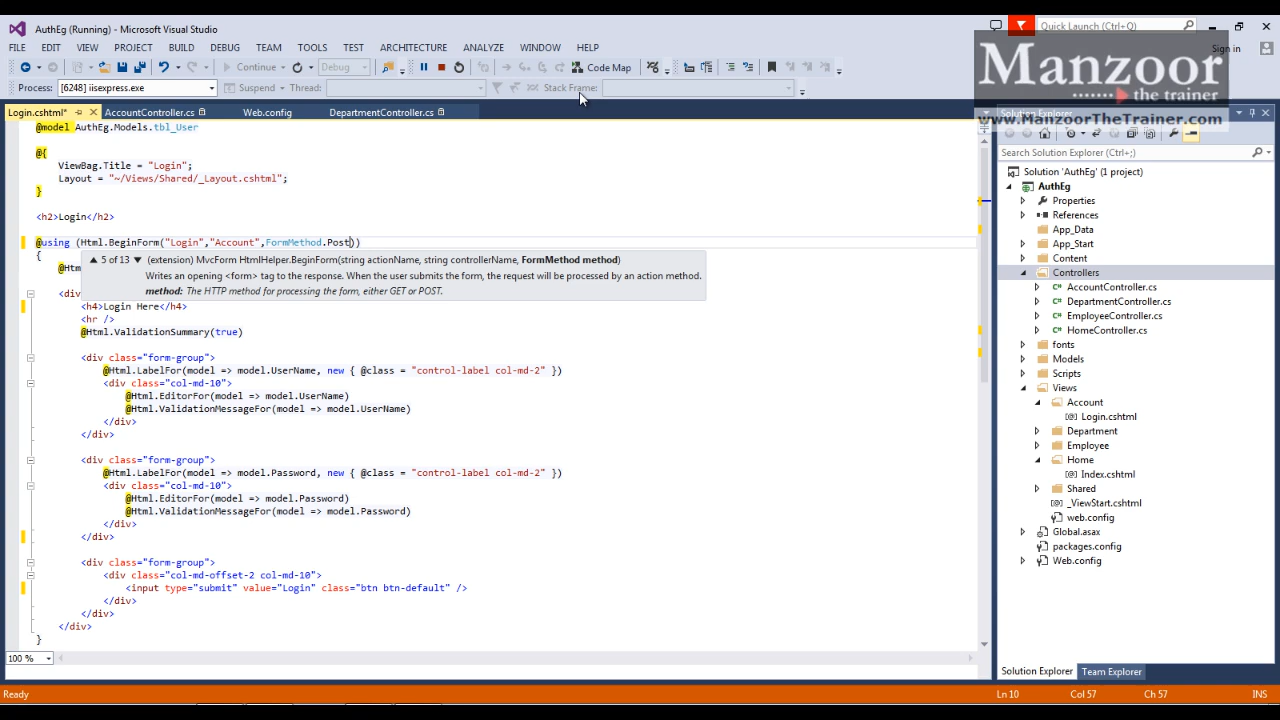 AuthEg (Running) - Microsoft Visual Studio
Quick Launch (Ctrl+Q)
FILE EDIT VIEW PROJECT BUILD DEBUG TEAM TOOLS TEST ARCHITECTURE ANALYZE WINDOW HELP
Sign in
Continue Debug Code Map
Process: [6248] iisexpress.exe Suspend Thread: Stack Frame:
Manzoor
the trainer
www.ManzoorTheTrainer.com
Login.cshtml* AccountController.cs Web.config DepartmentController.cs
@model AuthEg.Models.tbl_User
@{
ViewBag.Title = "Login";
Layout = "~/Views/Shared/_Layout.cshtml";
}
<h2>Login</h2>
@using (Html.BeginForm("Login","Account",FormMethod.Post))
{
@Htm
5 of 13 (extension) MvcForm HtmlHelper.BeginForm(string actionName, string controllerName, FormMethod method)
Writes an opening <form> tag to the response. When the user submits the form, the request will be processed by an action method.
method: The HTTP method for processing the form, either GET or POST.
<div
<h4>Login Here</h4>
<hr />
@Html.ValidationSummary(true)
<div class="form-group">
@Html.LabelFor(model => model.UserName, new { @class = "control-label col-md-2" })
<div class="col-md-10">
@Html.EditorFor(model => model.UserName)
@Html.ValidationMessageFor(model => model.UserName)
</div>
</div>
<div class="form-group">
@Html.LabelFor(model => model.Password, new { @class = "control-label col-md-2" })
<div class="col-md-10">
@Html.EditorFor(model => model.Password)
@Html.ValidationMessageFor(model => model.Password)
</div>
</div>
<div class="form-group">
<div class="col-md-offset-2 col-md-10">
<input type="submit" value="Login" class="btn btn-default" />
</div>
</div>
</div>
}
100 %
Solution Explorer
Search Solution Explorer (Ctrl+;)
Solution 'AuthEg' (1 project)
AuthEg
Properties
References
App_Data
App_Start
Content
Controllers
AccountController.cs
DepartmentController.cs
EmployeeController.cs
HomeController.cs
fonts
Models
Scripts
Views
Account
Login.cshtml
Department
Employee
Home
Index.cshtml
Shared
_ViewStart.cshtml
web.config
Global.asax
packages.config
Web.config
Solution Explorer Team Explorer
Ready Ln 10 Col 57 Ch 57 INS